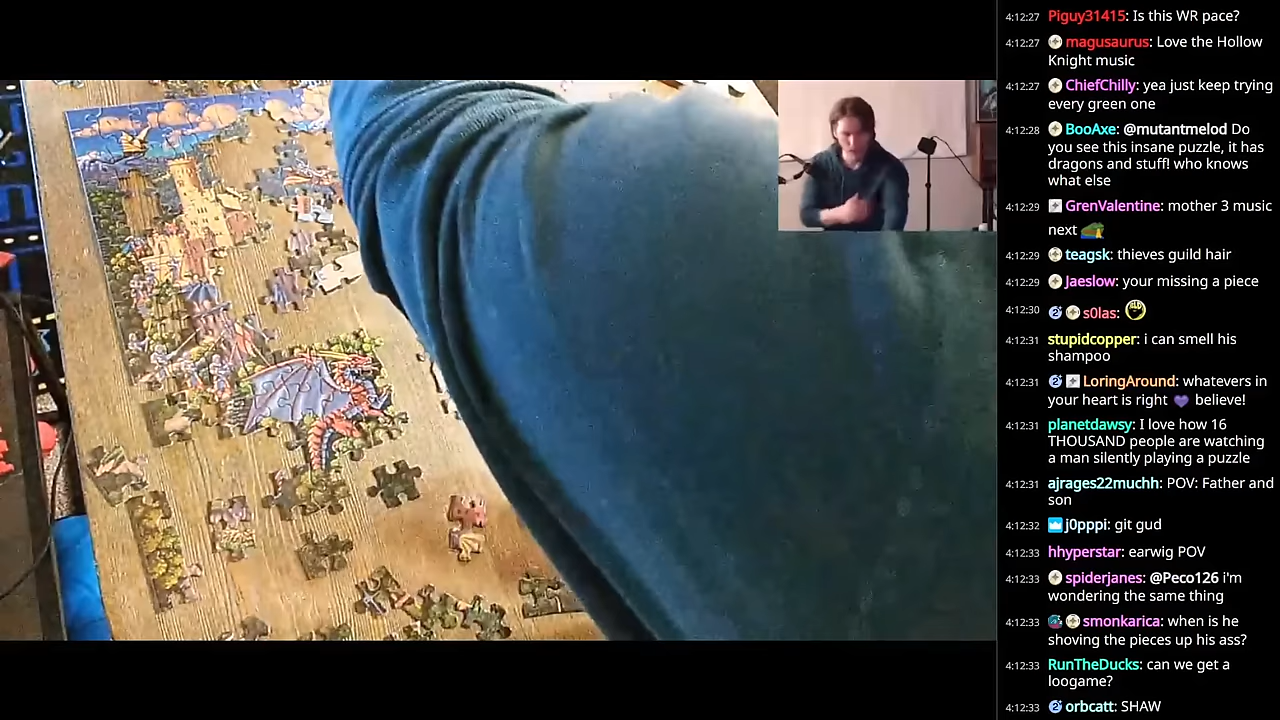 4:12:27 Piguy31415: Is this WR pace?
4:12:27 magusaurus: Love the Hollow
Knight music
4:12:27 ChiefChilly: yea just keep trying
every green one
4:12:28 BooAxe: @mutantmelod Do
you see this insane puzzle, it has
dragons and stuff! who knows
what else
4:12:29 GrenValentine: mother 3 music
next
4:12:29 teagsk: thieves guild hair
4:12:29 Jaeslow: your missing a piece
4:12:30 s0las:
4:12:31 stupidcopper: i can smell his
shampoo
4:12:31 LoringAround: whatevers in
your heart is right 💜 believe!
4:12:31 planetdawsy: I love how 16
THOUSAND people are watching
a man silently playing a puzzle
4:12:31 ajrages22muchh: POV: Father and
son
4:12:32 j0pppi: git gud
4:12:33 hhyperstar: earwig POV
4:12:33 spiderjanes: @Peco126 i'm
wondering the same thing
4:12:33 smonkarica: when is he
shoving the pieces up his ass?
4:12:33 RunTheDucks: can we get a
loogame?
4:12:33 orbcatt: SHAW